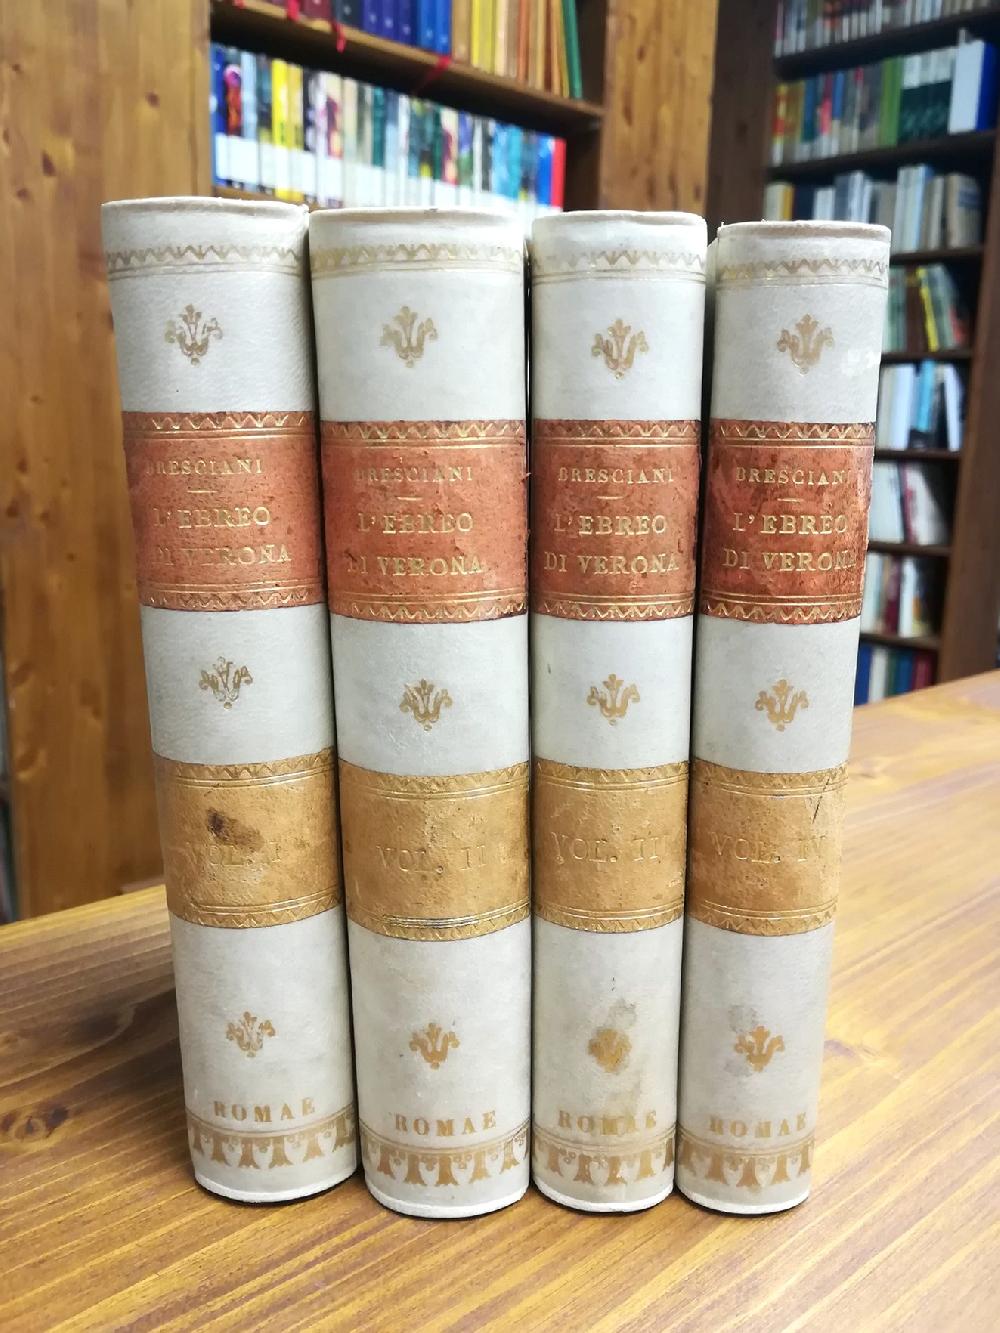 BRESCIANI
L'EBREO
DI VERONA
VOL. I
ROMAE
BRESCIANI
L'EBREO
DI VERONA
VOL. II
ROMAE
BRESCIANI
L'EBREO
DI VERONA
VOL. III
ROMAE
BRESCIANI
L'EBREO
DI VERONA
VOL. IV
ROMAE